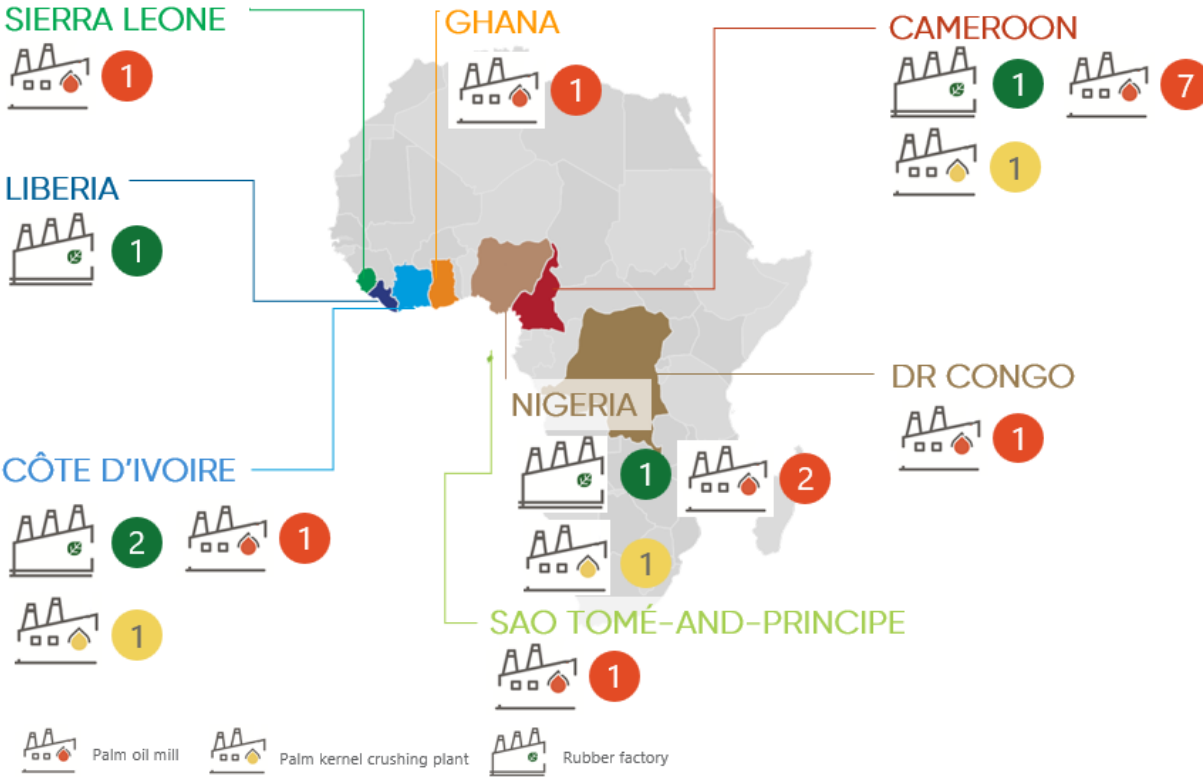 SIERRA LEONE
1
GHANA
1
CAMEROON
1
7
1
LIBERIA
1
DR CONGO
1
NIGERIA
1
2
1
CÔTE D'IVOIRE
2
1
1
SAO TOMÉ-AND-PRINCIPE
1
Palm oil mill
Palm kernel crushing plant
Rubber factory